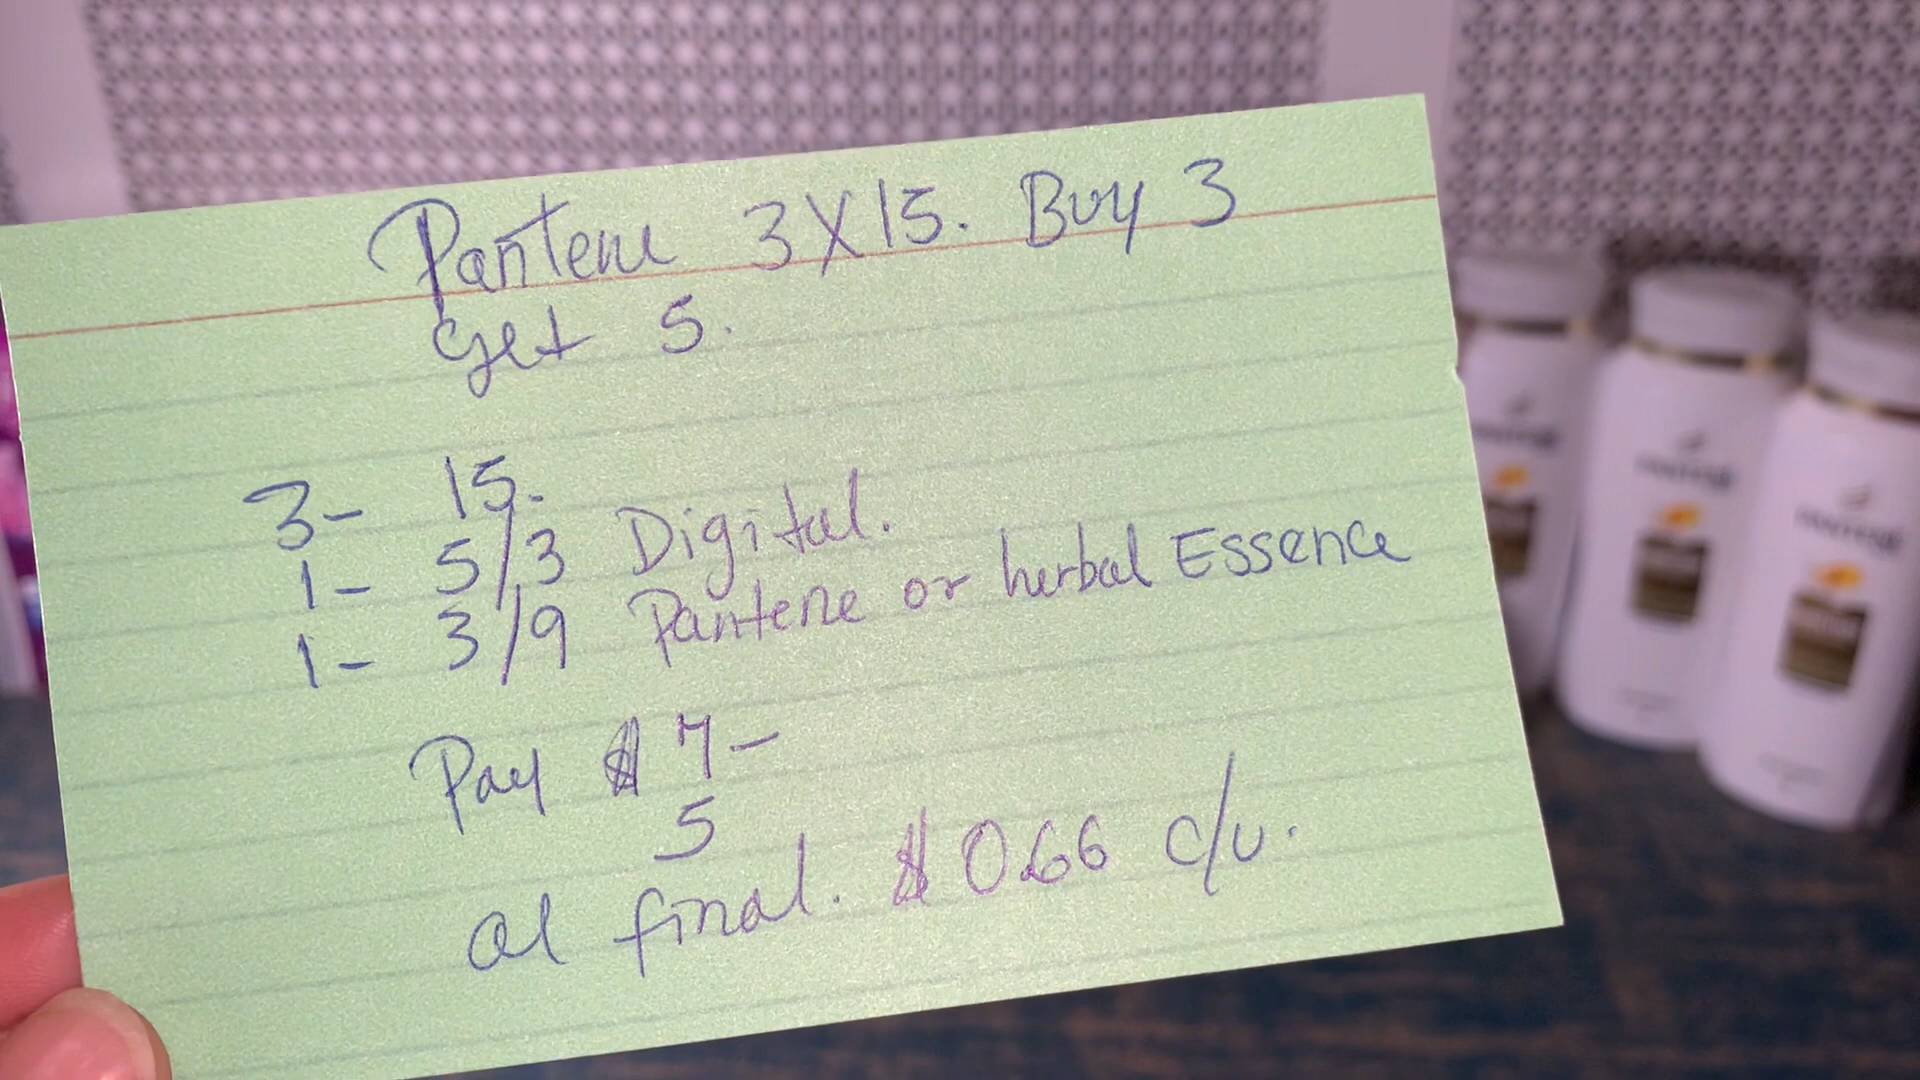 Pantene 3X15. Buy 3
get 5.
3- 15.
1- 5/3 Digital.
1- 3/9 Pantene or herbal Essence
Pay $ 7-
5
al final. $ 0.66 c/u.